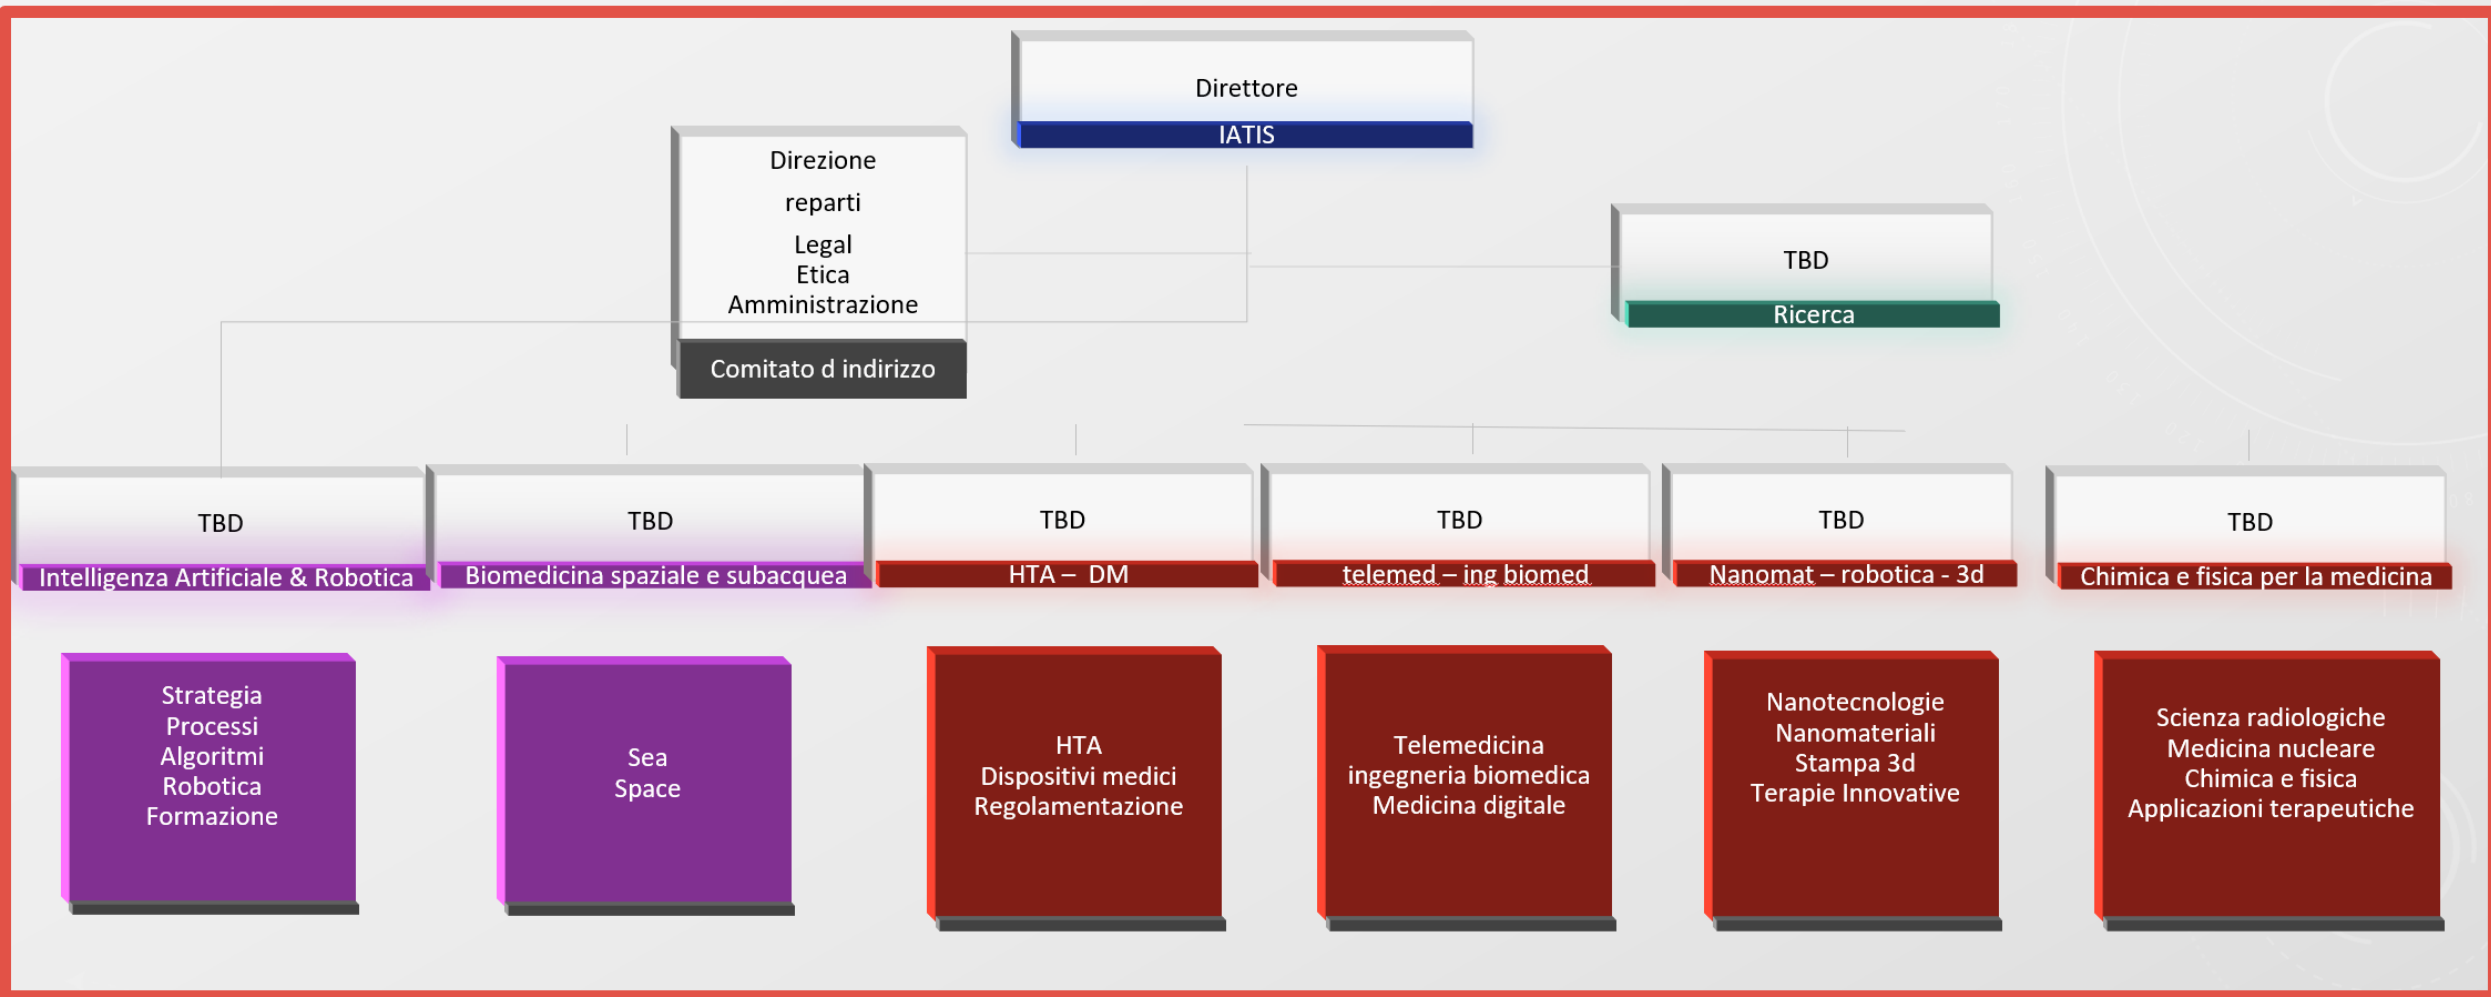 Direttore
IATIS
Direzione
reparti
Legal
Etica
Amministrazione
Comitato d indirizzo
TBD
Ricerca
TBD
Intelligenza Artificiale & Robotica
TBD
Biomedicina spaziale e subacquea
TBD
HTA – DM
TBD
telemed – ing biomed
TBD
Nanomat – robotica - 3d
TBD
Chimica e fisica per la medicina
Strategia
Processi
Algoritmi
Robotica
Formazione
Sea
Space
HTA
Dispositivi medici
Regolamentazione
Telemedicina
ingegneria biomedica
Medicina digitale
Nanotecnologie
Nanomateriali
Stampa 3d
Terapie Innovative
Scienza radiologiche
Medicina nucleare
Chimica e fisica
Applicazioni terapeutiche